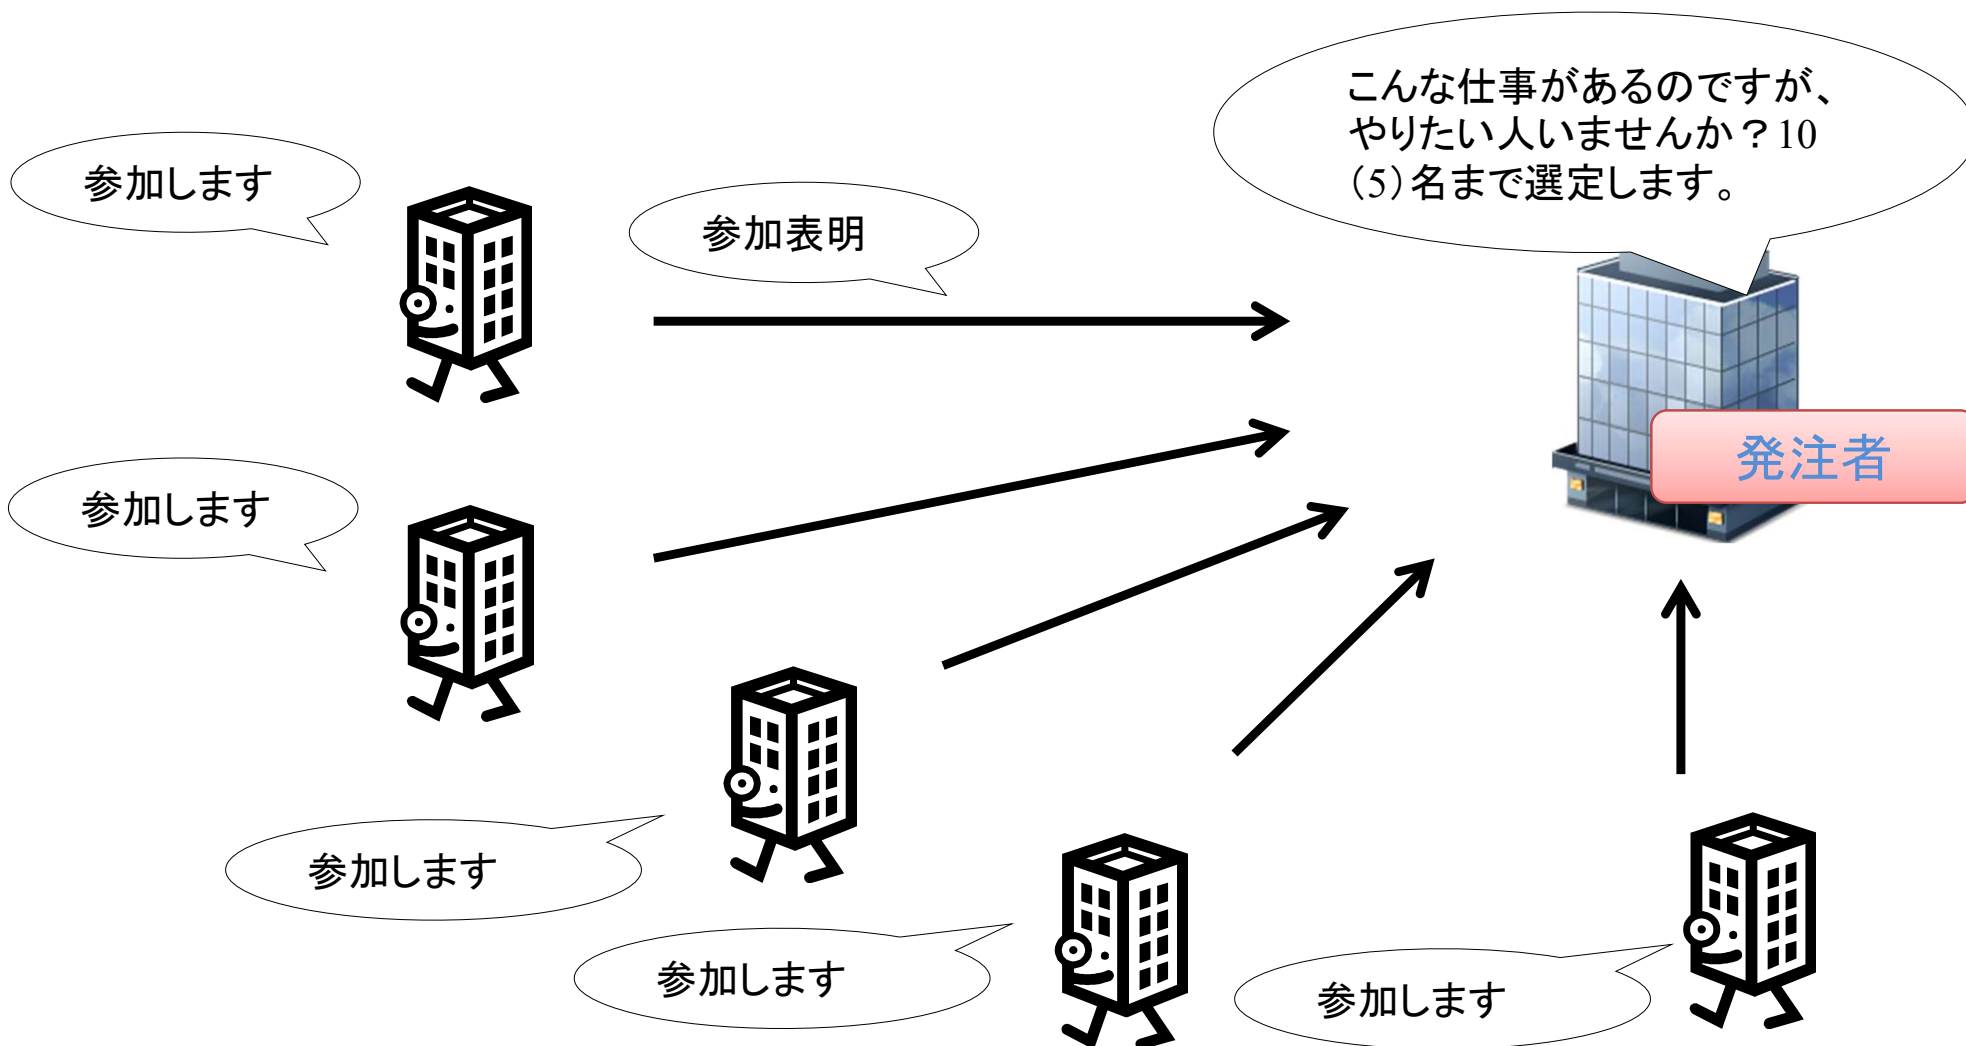 こんな仕事があるのですが、
やりたい人いませんか？10
（5）名まで選定します。
参加します
参加表明
発注者
参加します
参加します
参加します
参加します